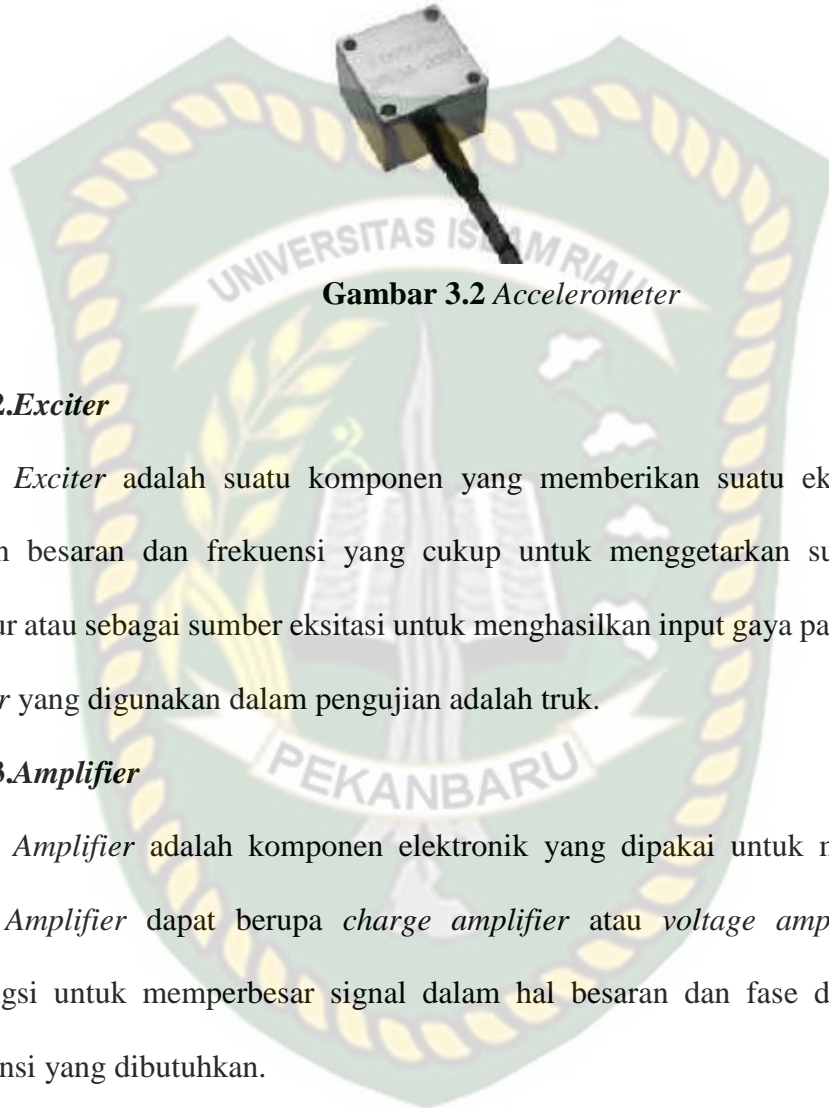 UNIVERSITAS ISLAM RIAU
Gambar 3.2 Accelerometer
2.Exciter
Exciter adalah suatu komponen yang memberikan suatu ek
besaran dan frekuensi yang cukup untuk menggetarkan su
ur atau sebagai sumber eksitasi untuk menghasilkan input gaya pa
r yang digunakan dalam pengujian adalah truk.
PEKANBARU
3.Amplifier
Amplifier adalah komponen elektronik yang dipakai untuk m
Amplifier dapat berupa charge amplifier atau voltage amp
gsi untuk memperbesar signal dalam hal besaran dan fase d
nsi yang dibutuhkan.